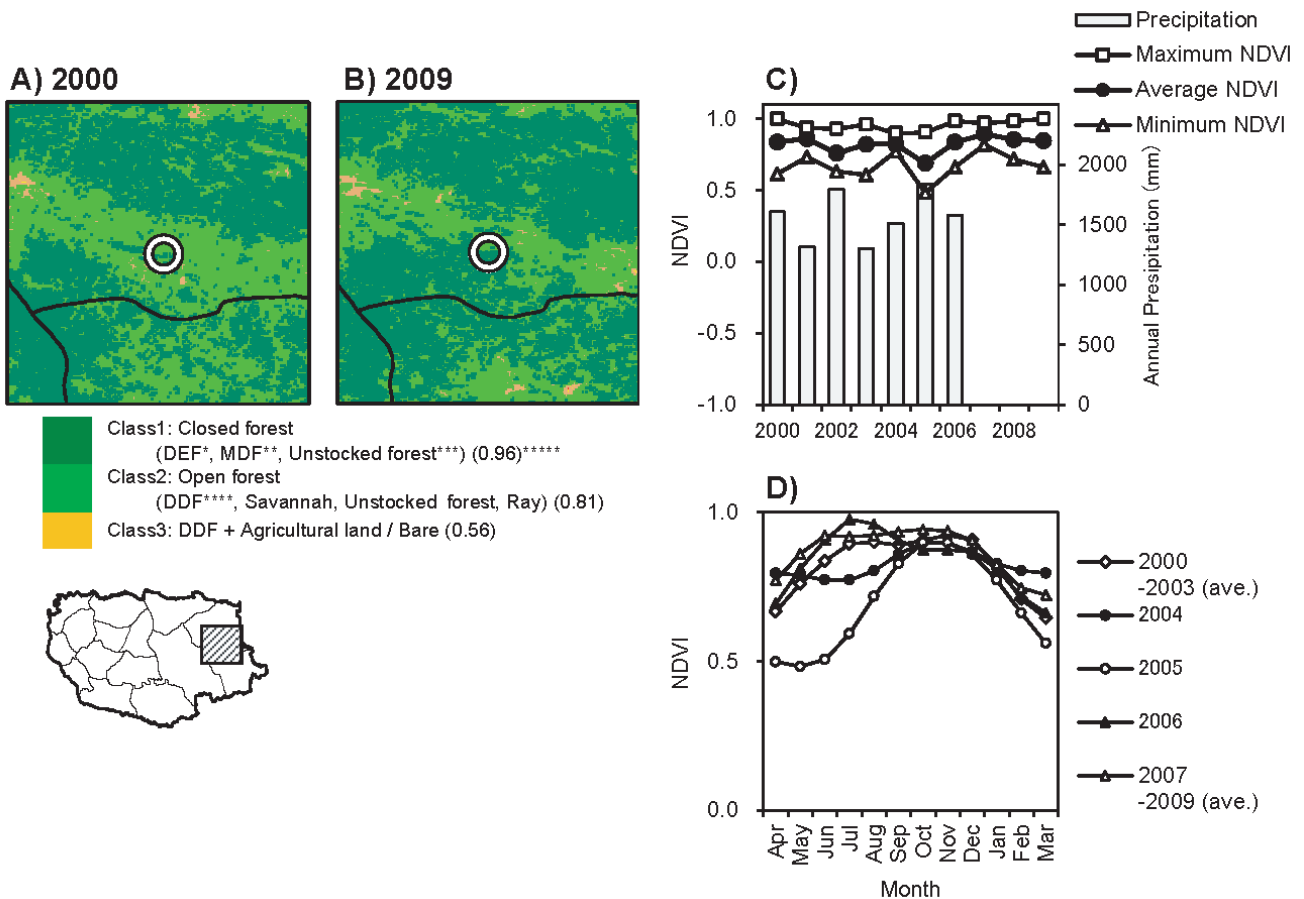 A) 2000
B) 2009
Class1: Closed forest
(DEF*, MDF**, Unstocked forest***) (0.96)*****
Class2: Open forest
(DDF****, Savannah, Unstocked forest, Ray) (0.81)
Class3: DDF + Agricultural land / Bare (0.56)
Precipitation
Maximum NDVI
Average NDVI
Minimum NDVI
C)
1.0
0.5
0.0
-0.5
-1.0
NDVI
2000
1500
1000
500
0
Annual Presipitation (mm)
2000 2002 2004 2006 2008
D)
1.0
0.5
0.0
NDVI
Apr
May
Jun
Jul
Aug
Sep
Oct
Nov
Dec
Jan
Feb
Mar
Month
2000
-2003 (ave.)
2004
2005
2006
2007
-2009 (ave.)